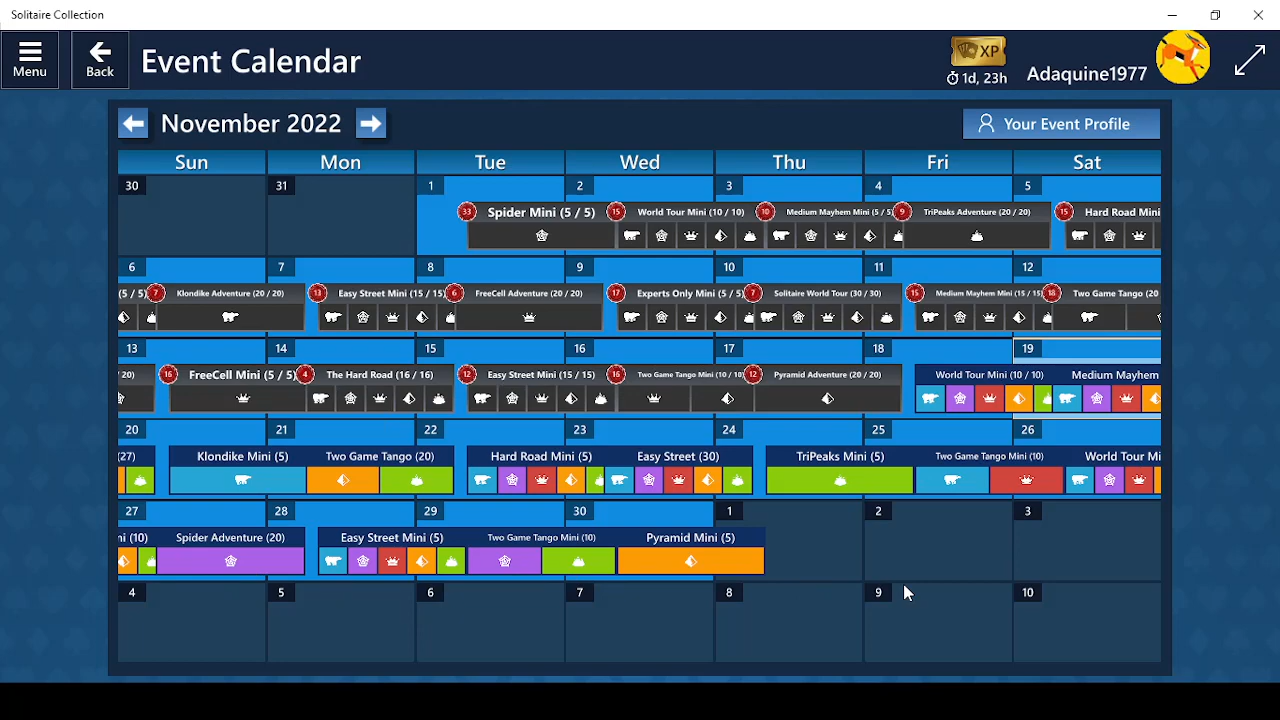 Solitaire Collection
Menu
Back
Event Calendar
XP
1d, 23h
Adaquine1977
November 2022
Your Event Profile
Sun Mon Tue Wed Thu Fri Sat
30 31 1 2 3 4 5
33 Spider Mini (5 / 5) 15 World Tour Mini (10 / 10) 10 Medium Mayhem Mini (5 / 5) 9 TriPeaks Adventure (20 / 20) 15 Hard Road Mini
6 7 8 9 10 11 12
(5 / 5) 7 Klondike Adventure (20 / 20) 13 Easy Street Mini (15 / 15) 6 FreeCell Adventure (20 / 20) 17 Experts Only Mini (5 / 5) 7 Solitaire World Tour (30 / 30) 15 Medium Mayhem Mini (15 / 15) 18 Two Game Tango (20
13 14 15 16 17 18 19
/ 20) 16 FreeCell Mini (5 / 5) 4 The Hard Road (16 / 16) 12 Easy Street Mini (15 / 15) 16 Two Game Tango Mini (10 / 10) 12 Pyramid Adventure (20 / 20) World Tour Mini (10 / 10) Medium Mayhem
20 21 22 23 24 25 26
(27) Klondike Mini (5) Two Game Tango (20) Hard Road Mini (5) Easy Street (30) TriPeaks Mini (5) Two Game Tango Mini (10) World Tour Mi
27 28 29 30 1 2 3
ni (10) Spider Adventure (20) Easy Street Mini (5) Two Game Tango Mini (10) Pyramid Mini (5)
4 5 6 7 8 9 10